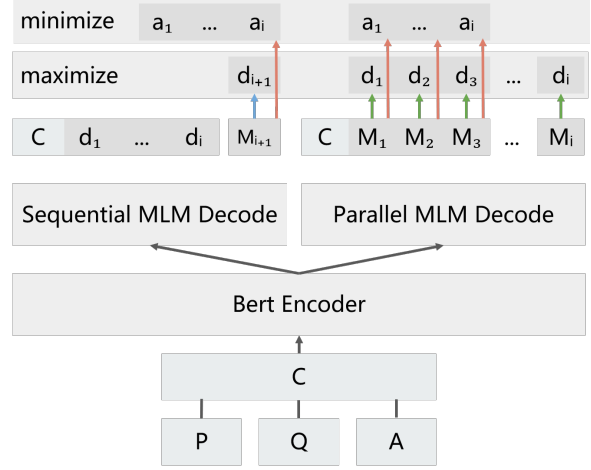 minimize a₁ ... aᵢ a₁ ... aᵢ
maximize dᵢ₊₁ d₁ d₂ d₃ ... dᵢ
C d₁ ... dᵢ Mᵢ₊₁ C M₁ M₂ M₃ ... Mᵢ
Sequential MLM Decode Parallel MLM Decode
Bert Encoder
C
P Q A